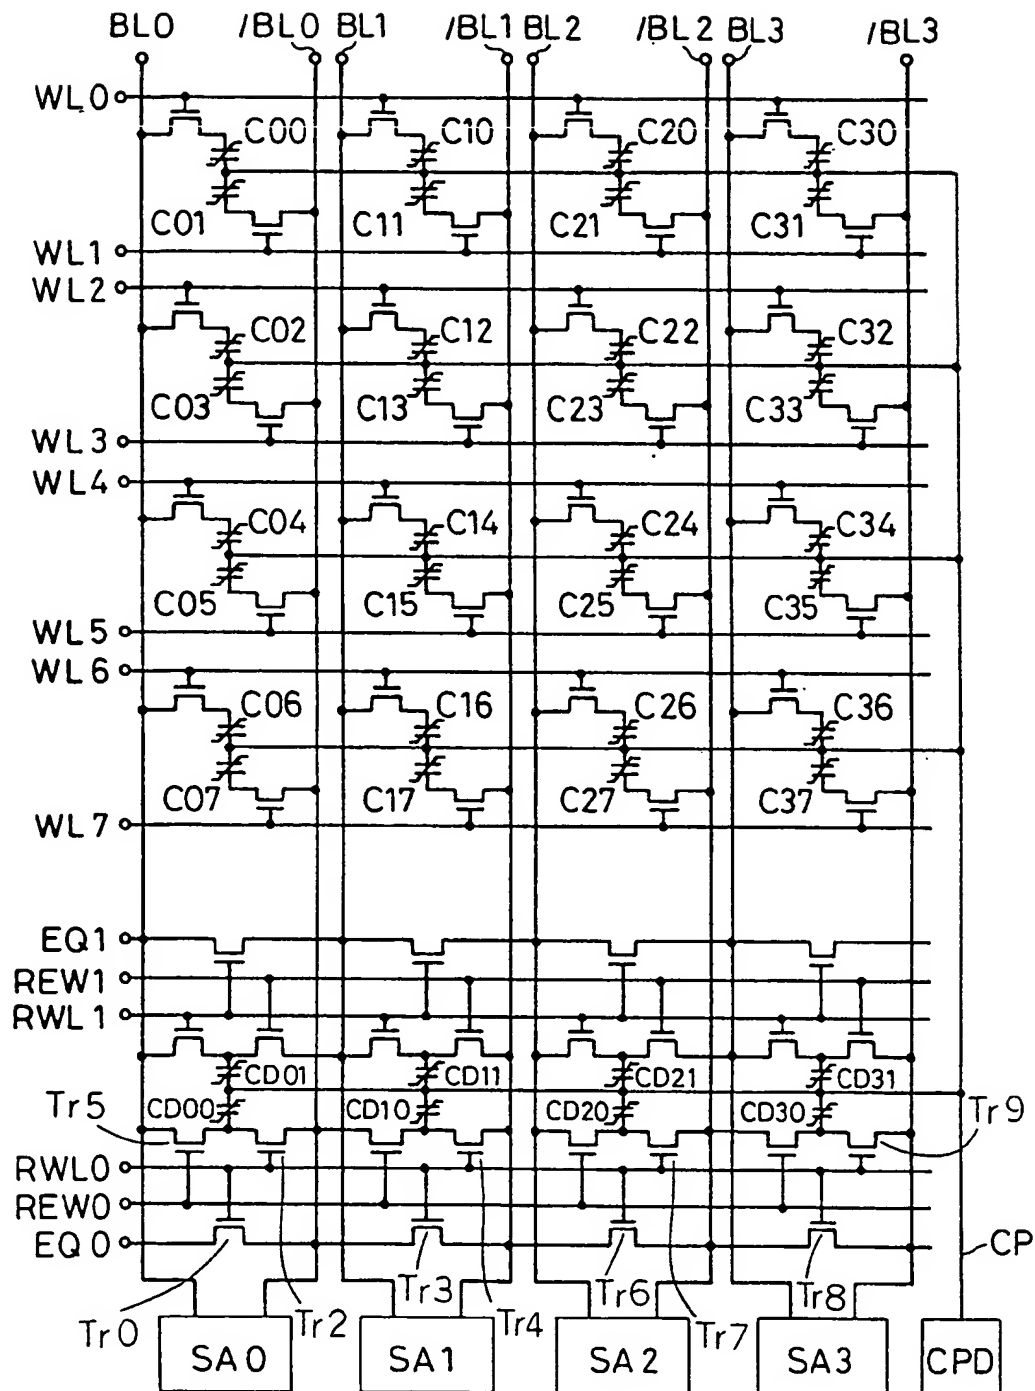 BL0 /BL0 BL1 /BL1 BL2 /BL2 BL3 /BL3
WL0
C00 C10 C20 C30
C01 C11 C21 C31
WL1
WL2
C02 C12 C22 C32
C03 C13 C23 C33
WL3
WL4
C04 C14 C24 C34
C05 C15 C25 C35
WL5
WL6
C06 C16 C26 C36
C07 C17 C27 C37
WL7
EQ1
REW1
RWL1
CD01 CD11 CD21 CD31
Tr5 CD00 CD10 CD20 CD30 Tr9
RWL0
REW0
EQ0
CP
Tr0 Tr2 Tr3 Tr4 Tr6 Tr7 Tr8
SA0 SA1 SA2 SA3 CPD